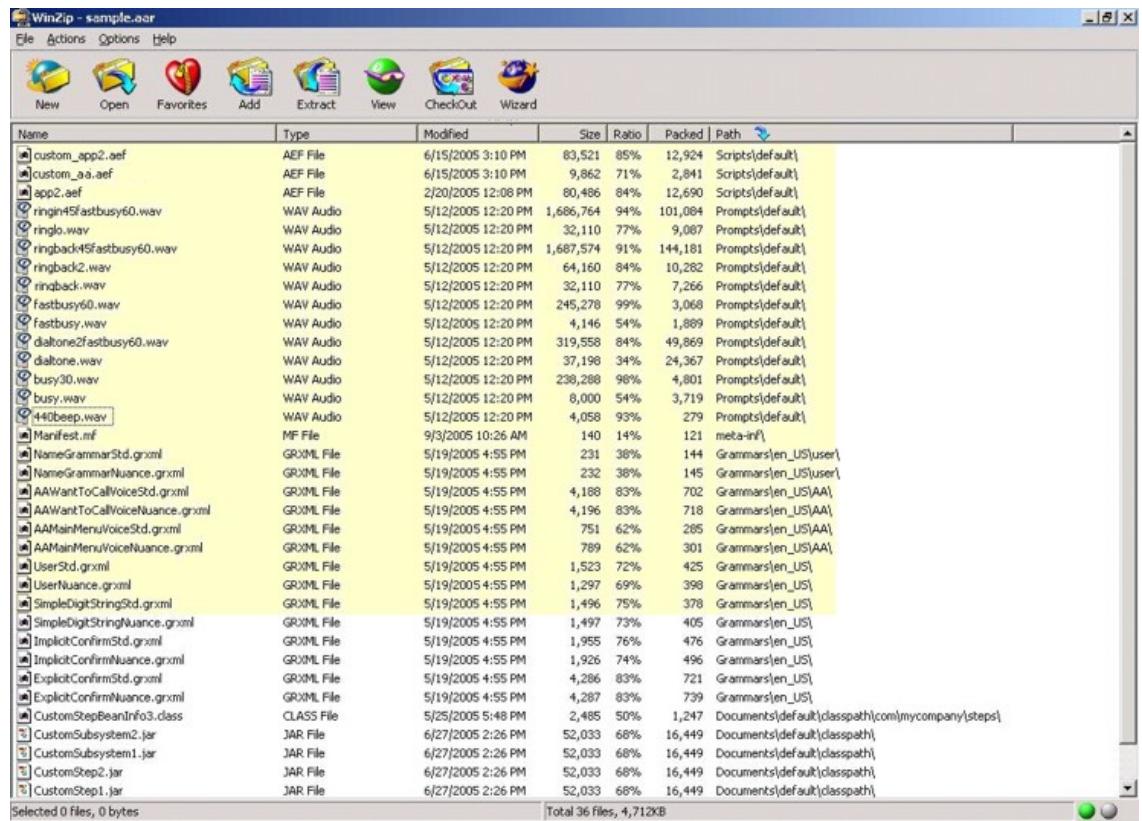 WinZip - sample.aar
File Actions Options Help
New Open Favorites Add Extract View CheckOut Wizard
Name Type Modified Size Ratio Packed Path
custom_app2.aef AEF File 6/15/2005 3:10 PM 83,521 85% 12,924 Scripts\default\
custom_aa.aef AEF File 6/15/2005 3:10 PM 9,862 71% 2,841 Scripts\default\
app2.aef AEF File 2/20/2005 12:08 PM 80,486 84% 12,690 Scripts\default\
ringin45fastbusy60.wav WAV Audio 5/12/2005 12:20 PM 1,686,764 94% 101,084 Prompts\default\
ringlo.wav WAV Audio 5/12/2005 12:20 PM 32,110 77% 9,087 Prompts\default\
ringback45fastbusy60.wav WAV Audio 5/12/2005 12:20 PM 1,687,574 91% 144,181 Prompts\default\
ringback2.wav WAV Audio 5/12/2005 12:20 PM 64,160 84% 10,282 Prompts\default\
ringback.wav WAV Audio 5/12/2005 12:20 PM 32,110 77% 7,266 Prompts\default\
fastbusy60.wav WAV Audio 5/12/2005 12:20 PM 245,278 99% 3,068 Prompts\default\
fastbusy.wav WAV Audio 5/12/2005 12:20 PM 4,146 54% 1,889 Prompts\default\
dialtone2fastbusy60.wav WAV Audio 5/12/2005 12:20 PM 319,558 84% 49,869 Prompts\default\
dialtone.wav WAV Audio 5/12/2005 12:20 PM 37,198 34% 24,367 Prompts\default\
busy30.wav WAV Audio 5/12/2005 12:20 PM 238,288 98% 4,801 Prompts\default\
busy.wav WAV Audio 5/12/2005 12:20 PM 8,000 54% 3,719 Prompts\default\
440beep.wav WAV Audio 5/12/2005 12:20 PM 4,058 93% 279 Prompts\default\
Manifest.mf MF File 9/3/2005 10:26 AM 140 14% 121 meta-inf\
NameGrammarStd.grxml GRXML File 5/19/2005 4:55 PM 231 38% 144 Grammars\en_US\user\
NameGrammarNuance.grxml GRXML File 5/19/2005 4:55 PM 232 38% 145 Grammars\en_US\user\
AAWantToCallVoiceStd.grxml GRXML File 5/19/2005 4:55 PM 4,188 83% 702 Grammars\en_US\AA\
AAWantToCallVoiceNuance.grxml GRXML File 5/19/2005 4:55 PM 4,196 83% 718 Grammars\en_US\AA\
AAMainMenuVoiceStd.grxml GRXML File 5/19/2005 4:55 PM 751 62% 285 Grammars\en_US\AA\
AAMainMenuVoiceNuance.grxml GRXML File 5/19/2005 4:55 PM 789 62% 301 Grammars\en_US\AA\
UserStd.grxml GRXML File 5/19/2005 4:55 PM 1,523 72% 425 Grammars\en_US\
UserNuance.grxml GRXML File 5/19/2005 4:55 PM 1,297 69% 398 Grammars\en_US\
SimpleDigitStringStd.grxml GRXML File 5/19/2005 4:55 PM 1,496 75% 378 Grammars\en_US\
SimpleDigitStringNuance.grxml GRXML File 5/19/2005 4:55 PM 1,497 73% 405 Grammars\en_US\
ImplicitConfirmStd.grxml GRXML File 5/19/2005 4:55 PM 1,955 76% 476 Grammars\en_US\
ImplicitConfirmNuance.grxml GRXML File 5/19/2005 4:55 PM 1,926 74% 496 Grammars\en_US\
ExplicitConfirmStd.grxml GRXML File 5/19/2005 4:55 PM 4,286 83% 721 Grammars\en_US\
ExplicitConfirmNuance.grxml GRXML File 5/19/2005 4:55 PM 4,287 83% 739 Grammars\en_US\
CustomStepBeanInfo3.class CLASS File 5/25/2005 5:48 PM 2,485 50% 1,247 Documents\default\classpath\com\mycompany\steps\
CustomSubsystem2.jar JAR File 6/27/2005 2:26 PM 52,033 68% 16,449 Documents\default\classpath\
CustomSubsystem1.jar JAR File 6/27/2005 2:26 PM 52,033 68% 16,449 Documents\default\classpath\
CustomStep2.jar JAR File 6/27/2005 2:26 PM 52,033 68% 16,449 Documents\default\classpath\
CustomStep1.jar JAR File 6/27/2005 2:26 PM 52,033 68% 16,449 Documents\default\classpath\
Selected 0 files, 0 bytes Total 36 files, 4,712KB